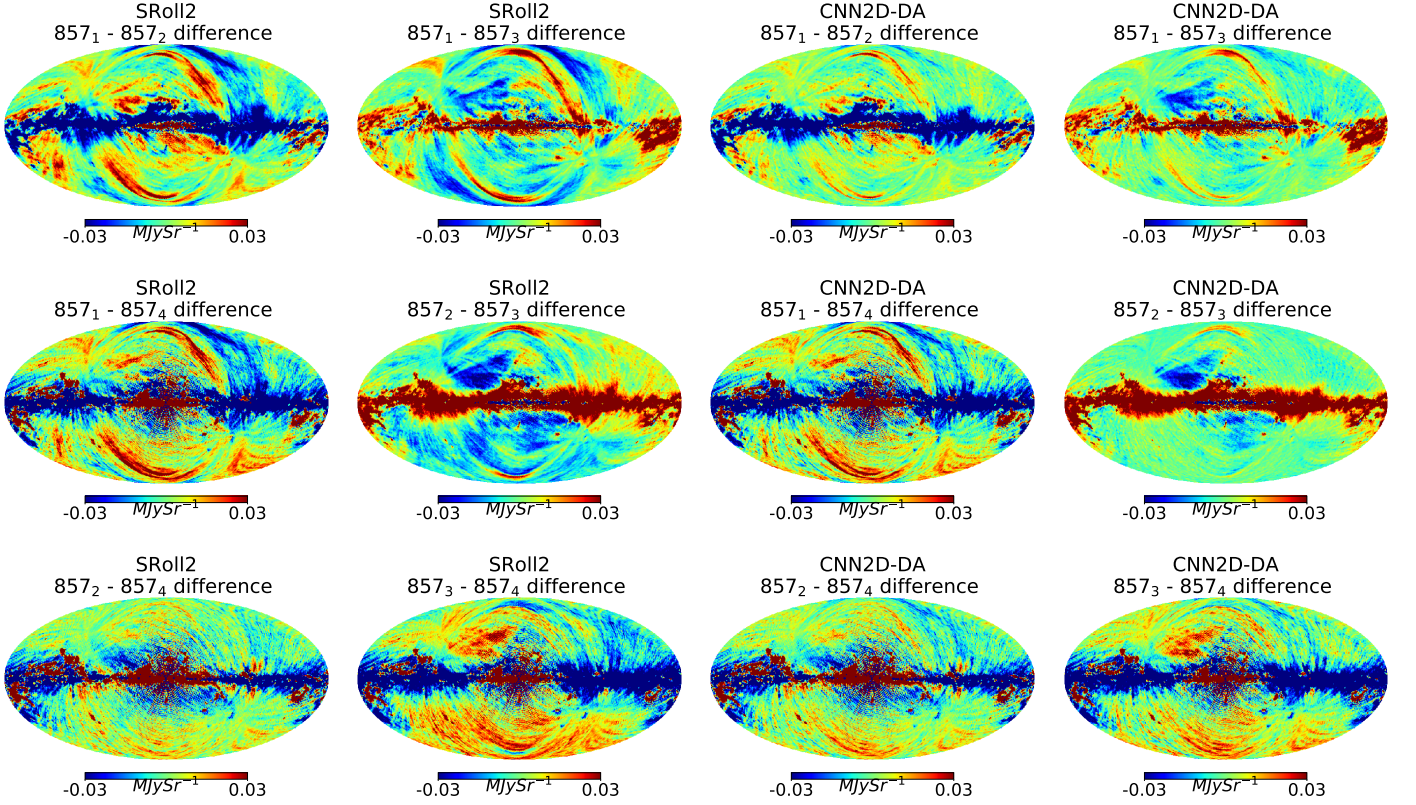 SRoll2
857₁ - 857₂ difference
-0.03 MJySr⁻¹ 0.03
SRoll2
857₁ - 857₃ difference
-0.03 MJySr⁻¹ 0.03
CNN2D-DA
857₁ - 857₂ difference
-0.03 MJySr⁻¹ 0.03
CNN2D-DA
857₁ - 857₃ difference
-0.03 MJySr⁻¹ 0.03
SRoll2
857₁ - 857₄ difference
-0.03 MJySr⁻¹ 0.03
SRoll2
857₂ - 857₃ difference
-0.03 MJySr⁻¹ 0.03
CNN2D-DA
857₁ - 857₄ difference
-0.03 MJySr⁻¹ 0.03
CNN2D-DA
857₂ - 857₃ difference
-0.03 MJySr⁻¹ 0.03
SRoll2
857₂ - 857₄ difference
-0.03 MJySr⁻¹ 0.03
SRoll2
857₃ - 857₄ difference
-0.03 MJySr⁻¹ 0.03
CNN2D-DA
857₂ - 857₄ difference
-0.03 MJySr⁻¹ 0.03
CNN2D-DA
857₃ - 857₄ difference
-0.03 MJySr⁻¹ 0.03